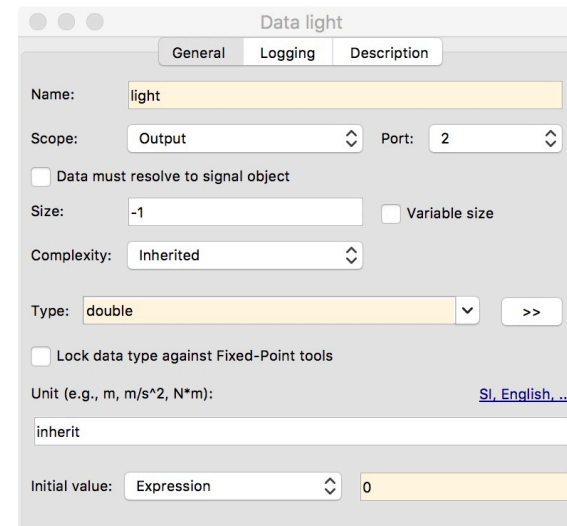 Data light
General Logging Description
Name: light
Scope: Output Port: 2
Data must resolve to signal object
Size: -1 Variable size
Complexity: Inherited
Type: double >>
Lock data type against Fixed-Point tools
Unit (e.g., m, m/s^2, N*m): SI, English, ..
inherit
Initial value: Expression 0